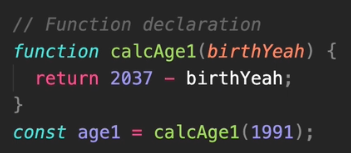 // Function declaration
function calcAge1(birthYeah) {
  return 2037 - birthYeah;
}
const age1 = calcAge1(1991);